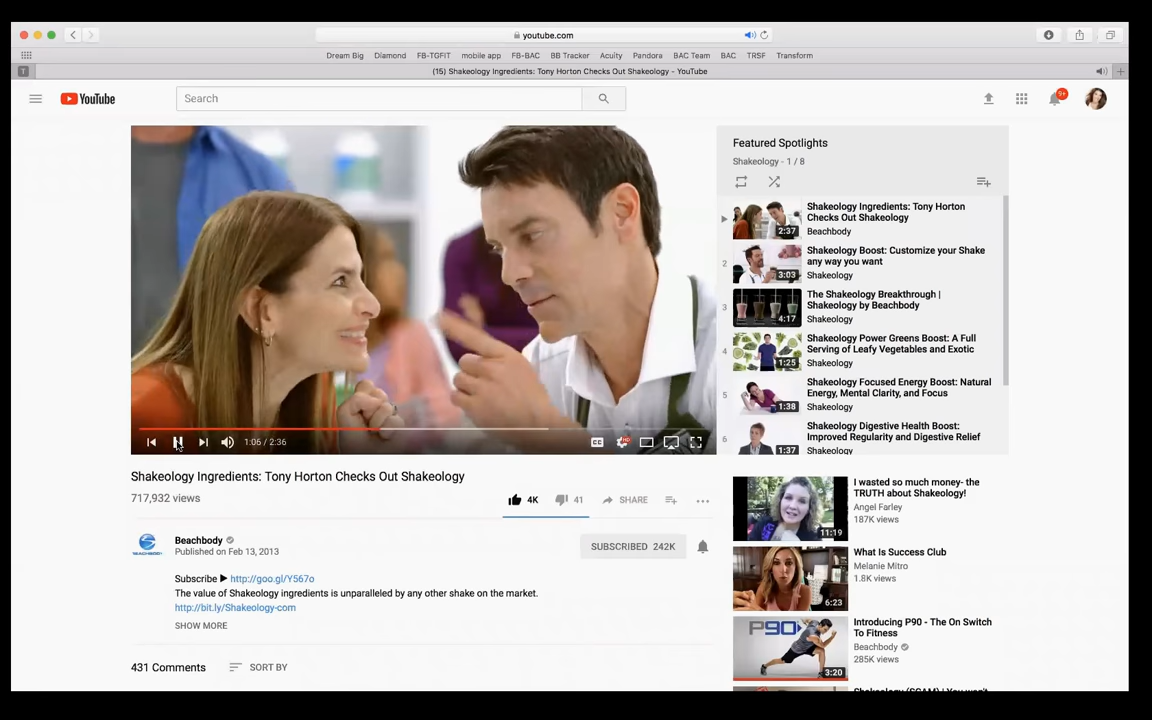 youtube.com
Dream Big Diamond FB-TGFIT mobile app FB-BAC BB Tracker Acuity Pandora BAC Team BAC TRSF Transform
T
(15) Shakeology Ingredients: Tony Horton Checks Out Shakeology - YouTube
YouTube
Search
9+
Featured Spotlights
Shakeology - 1 / 8
Shakeology Ingredients: Tony Horton
Checks Out Shakeology
Beachbody
2:37
2
Shakeology Boost: Customize your Shake
any way you want
Shakeology
3:03
3
The Shakeology Breakthrough |
Shakeology by Beachbody
Shakeology
4:17
4
Shakeology Power Greens Boost: A Full
Serving of Leafy Vegetables and Exotic
Shakeology
1:25
5
Shakeology Focused Energy Boost: Natural
Energy, Mental Clarity, and Focus
Shakeology
1:38
6
Shakeology Digestive Health Boost:
Improved Regularity and Digestive Relief
Shakeology
1:37
1:06 / 2:36
CC
HD
Shakeology Ingredients: Tony Horton Checks Out Shakeology
717,932 views
4K 41 SHARE
BEACHBODY
Beachbody
Published on Feb 13, 2013
SUBSCRIBED 242K
Subscribe ► http://goo.gl/Y567o
The value of Shakeology ingredients is unparalleled by any other shake on the market.
http://bit.ly/Shakeology-com
SHOW MORE
431 Comments SORT BY
I wasted so much money- the
TRUTH about Shakeology!
Angel Farley
187K views
11:19
What Is Success Club
Melanie Mitro
1.8K views
6:23
P90
Introducing P90 - The On Switch
To Fitness
Beachbody
285K views
3:20
Shakeology (SCAM) | You won't